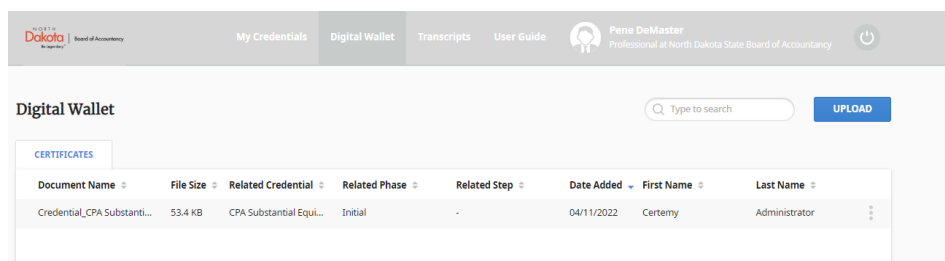 NORTH
Dakota | Board of Accountancy
Be Legendary.™
My Credentials
Digital Wallet
Transcripts
User Guide
Pene DeMaster
Professional at North Dakota State Board of Accountancy
Digital Wallet
Type to search
UPLOAD
CERTIFICATES
Document Name File Size Related Credential Related Phase Related Step Date Added First Name Last Name
Credential_CPA Substanti... 53.4 KB CPA Substantial Equi... Initial - 04/11/2022 Certemy Administrator